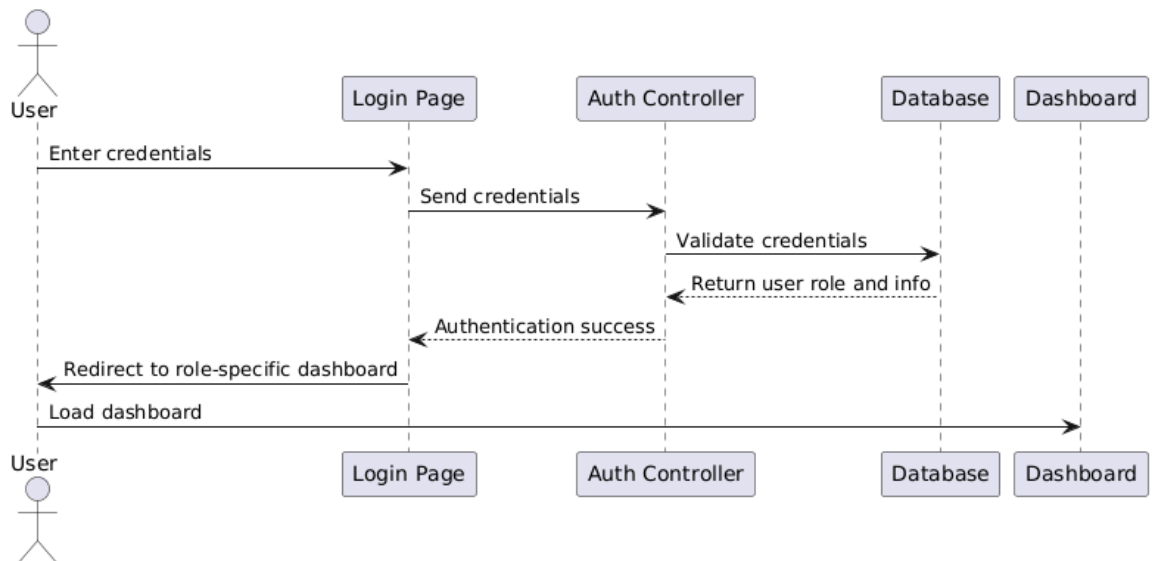 User
Login Page
Auth Controller
Database
Dashboard
Enter credentials
Send credentials
Validate credentials
Return user role and info
Authentication success
Redirect to role-specific dashboard
Load dashboard
User
Login Page
Auth Controller
Database
Dashboard